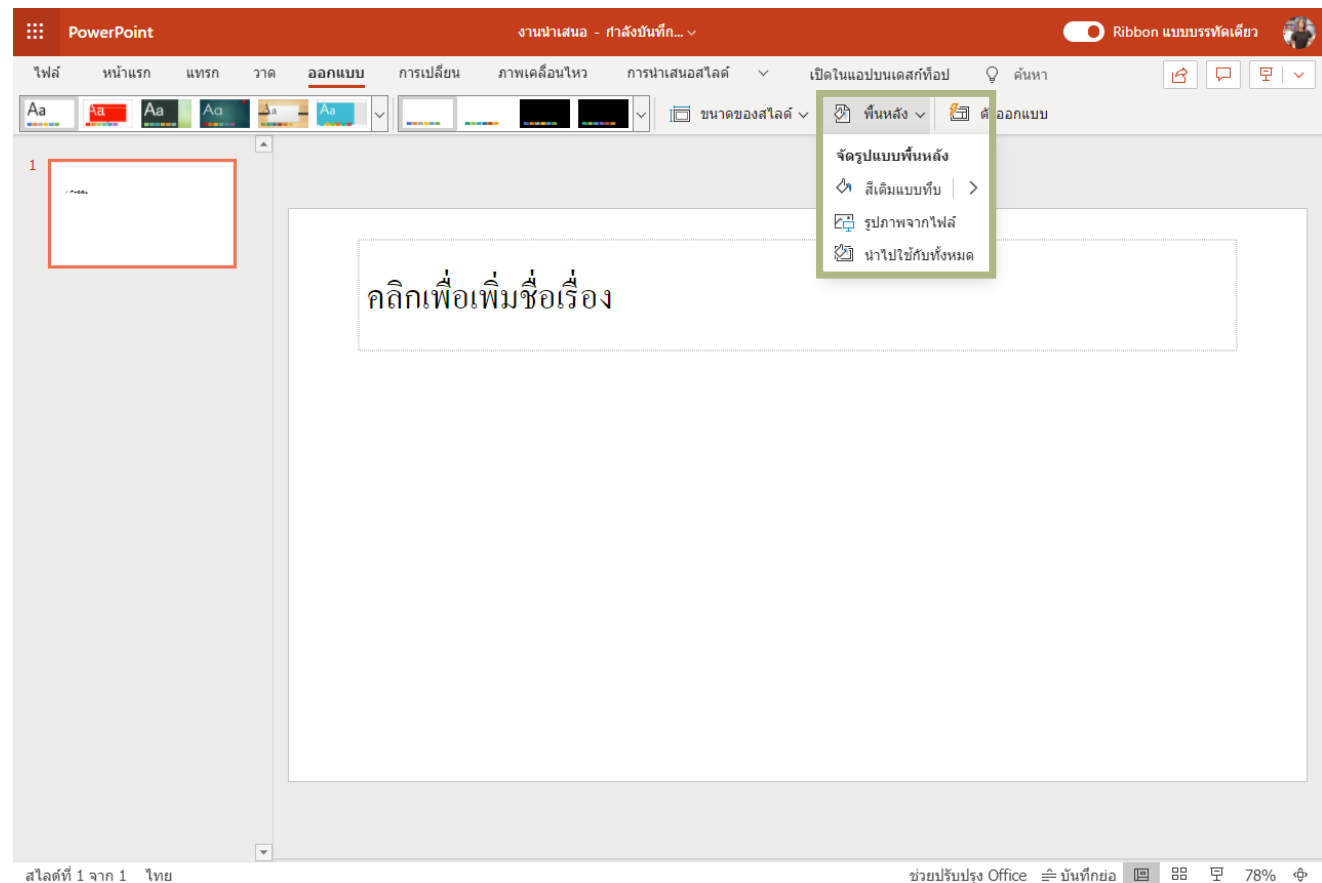 PowerPoint
งานนำเสนอ - กำลังบันทึก...
Ribbon แบบบรรทัดเดียว
ไฟล์ หน้าแรก แทรก วาด ออกแบบ การเปลี่ยน ภาพเคลื่อนไหว การนำเสนอสไลด์ เปิดในแอปบนเดสก์ท็อป ค้นหา
Aa Aa Aa Aa Aa Aa ขนาดของสไลด์ พื้นหลัง ออกแบบ
จัดรูปแบบพื้นหลัง
สีเติมแบบทึบ
รูปภาพจากไฟล์
นำไปใช้กับทั้งหมด
1
คลิกเพื่อเพิ่มชื่อเรื่อง
สไลด์ที่ 1 จาก 1 ไทย ช่วยปรับปรุง Office บันทึกย่อ 78%